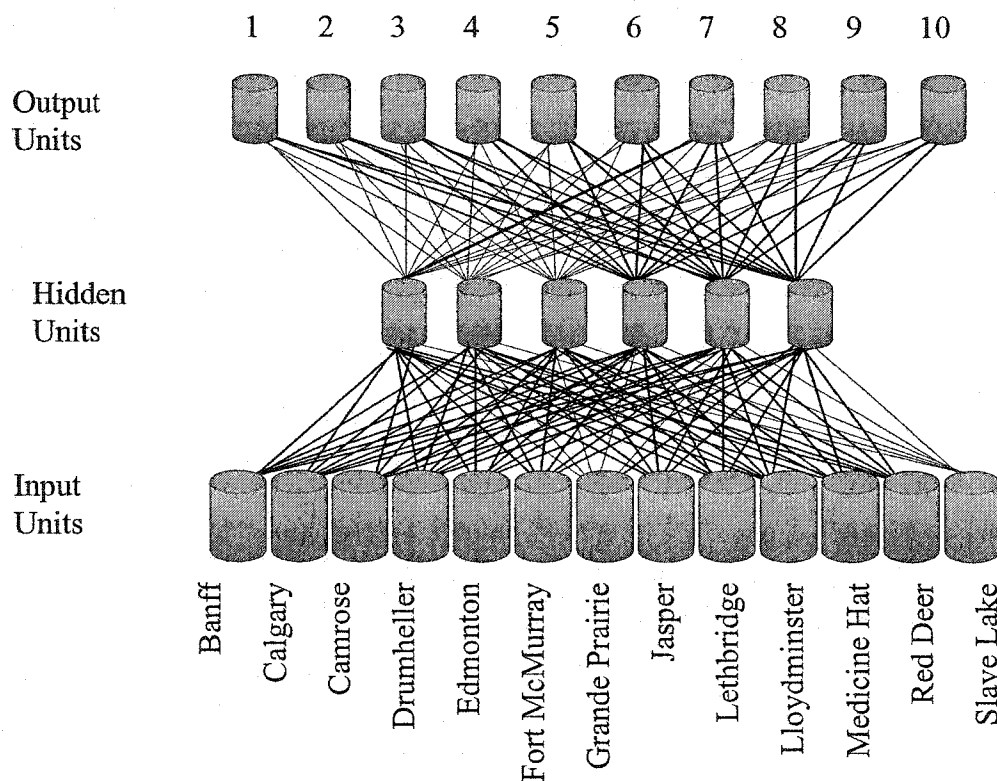 1 2 3 4 5 6 7 8 9 10
Output
Units
Hidden
Units
Input
Units
Banff
Calgary
Camrose
Drumheller
Edmonton
Fort McMurray
Grande Prairie
Jasper
Lethbridge
Lloydminster
Medicine Hat
Red Deer
Slave Lake